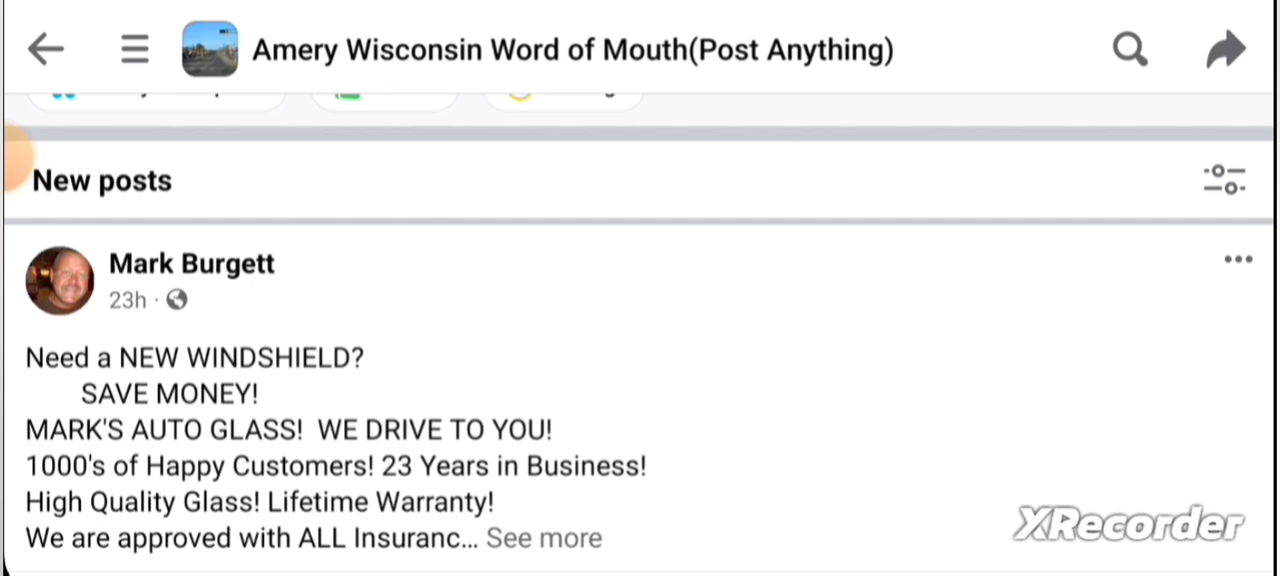 Amery Wisconsin Word of Mouth(Post Anything)
New posts
Mark Burgett
23h ·
Need a NEW WINDSHIELD?
SAVE MONEY!
MARK'S AUTO GLASS!  WE DRIVE TO YOU!
1000's of Happy Customers! 23 Years in Business!
High Quality Glass! Lifetime Warranty!
We are approved with ALL Insuranc... See more
XRecorder